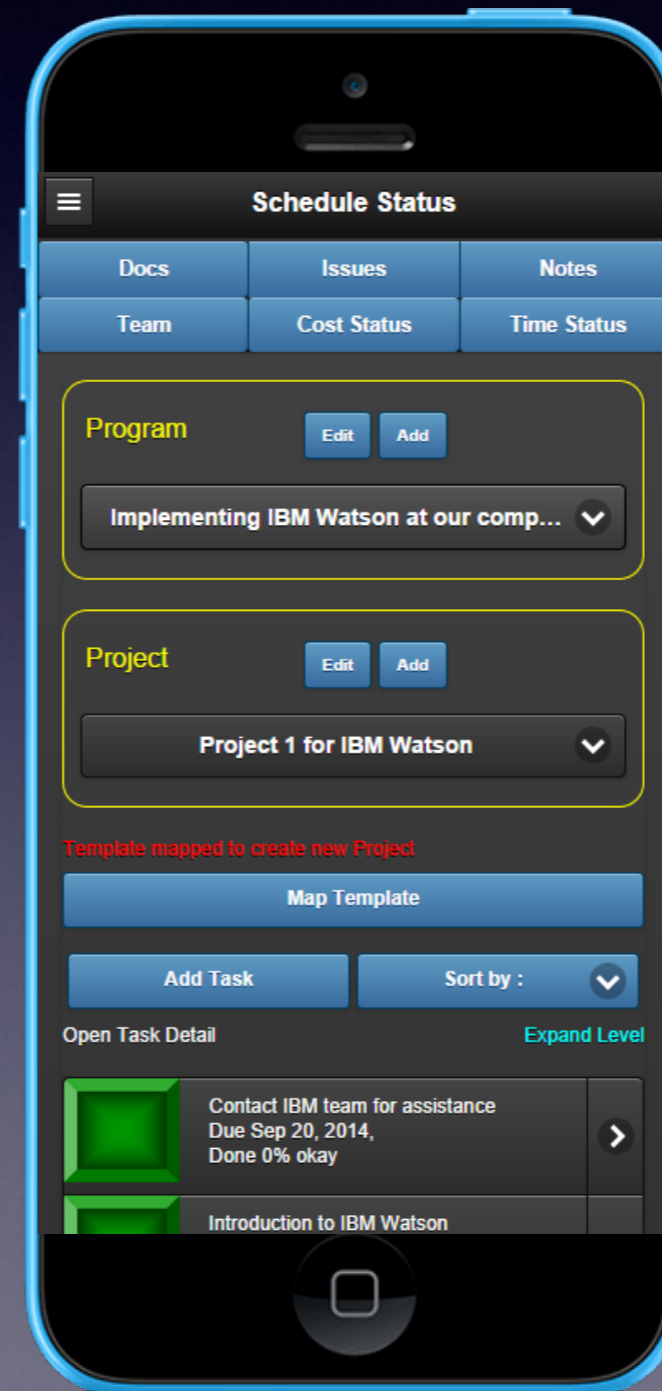 Schedule Status
Docs Issues Notes
Team Cost Status Time Status
Program Edit Add
Implementing IBM Watson at our comp...
Project Edit Add
Project 1 for IBM Watson
Template mapped to create new Project
Map Template
Add Task Sort by :
Open Task Detail Expand Level
Contact IBM team for assistance
Due Sep 20, 2014,
Done 0% okay
Introduction to IBM Watson